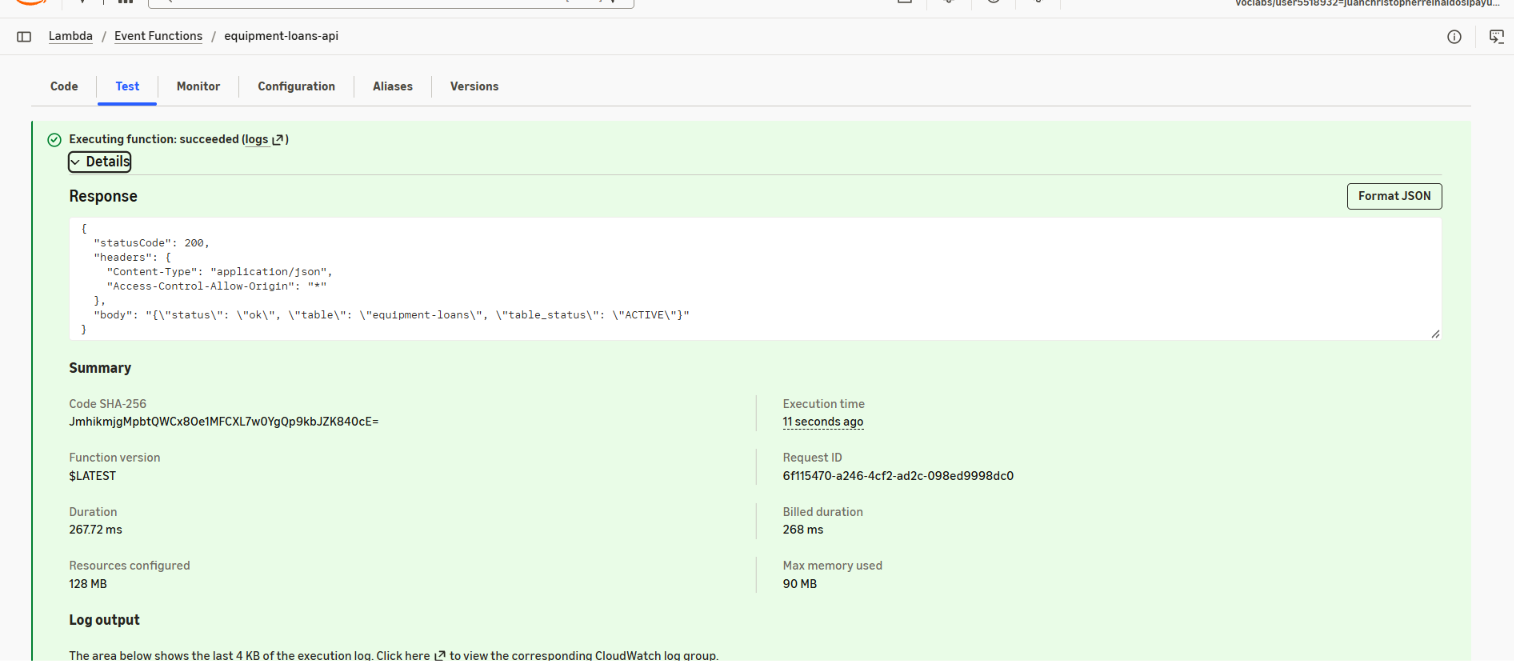 Lambda / Event Functions / equipment-loans-api
Code Test Monitor Configuration Aliases Versions
Executing function: succeeded (logs)
Details
Response
Format JSON
{
"statusCode": 200,
"headers": {
"Content-Type": "application/json",
"Access-Control-Allow-Origin": "*"
},
"body": "{\"status\": \"ok\", \"table\": \"equipment-loans\", \"table_status\": \"ACTIVE\"}"
}
Summary
Code SHA-256
JmhikmjgMpbtQWCx8Oe1MFCXL7w0YgQp9kbJZK840cE=
Execution time
11 seconds ago
Function version
$LATEST
Request ID
6f115470-a246-4cf2-ad2c-098ed9998dc0
Duration
267.72 ms
Billed duration
268 ms
Resources configured
128 MB
Max memory used
90 MB
Log output
The area below shows the last 4 KB of the execution log. Click here to view the corresponding CloudWatch log group.